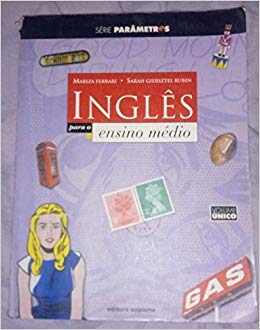 SÉRIE PARÂMETROS
MARIZA FERRARI • SARAH GIERSZTEL RUBIN
INGLÊS
para o
ensino médio
VOLUME
ÚNICO
GAS
editora scipione